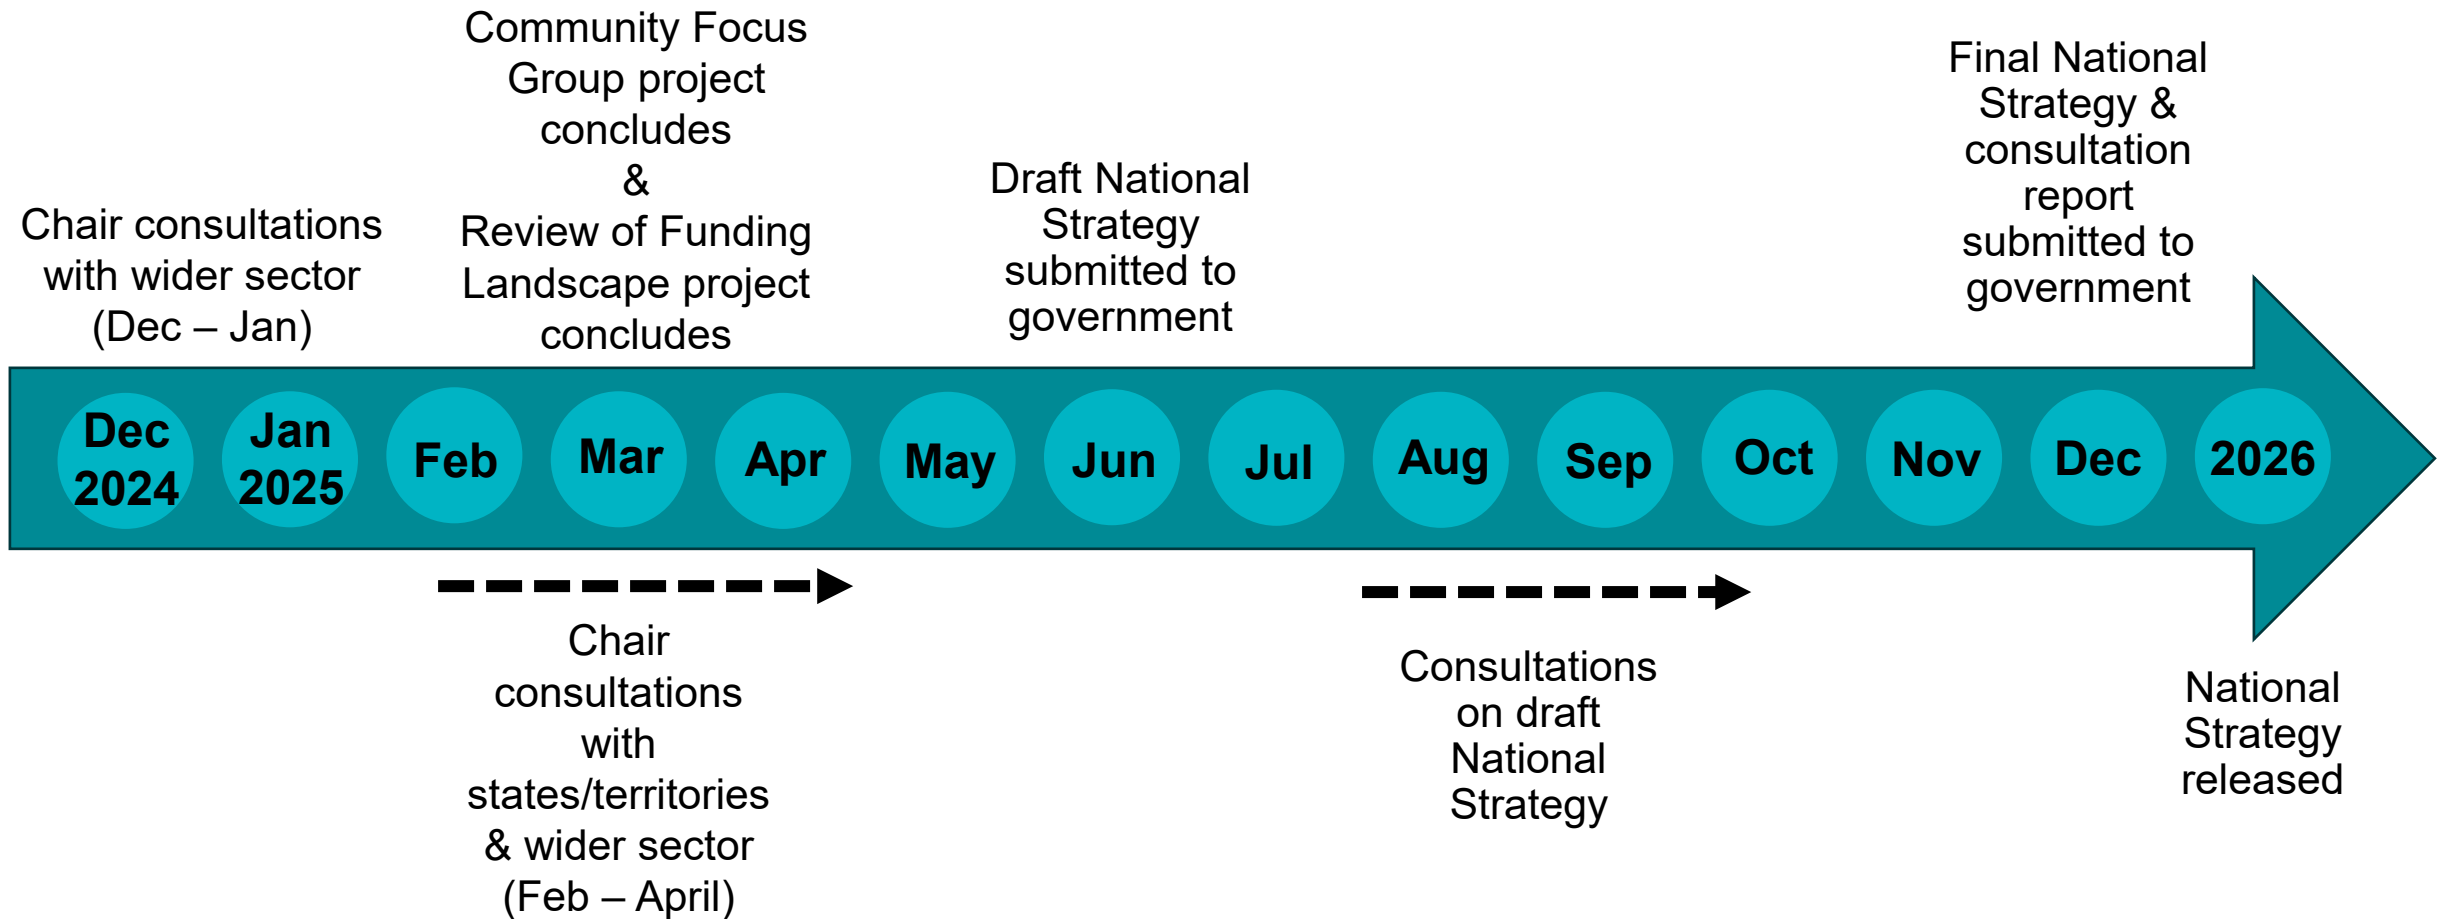 Community Focus
Group project
concludes
&
Review of Funding
Landscape project
concludes
Final National
Strategy &
consultation
report
submitted to
government
Draft National
Strategy
submitted to
government
Chair consultations
with wider sector
(Dec – Jan)
Dec
2024
Jan
2025
Feb
Mar
Apr
May
Jun
Jul
Aug
Sep
Oct
Nov
Dec
2026
Chair
consultations
with
states/territories
& wider sector
(Feb – April)
Consultations
on draft
National
Strategy
National
Strategy
released